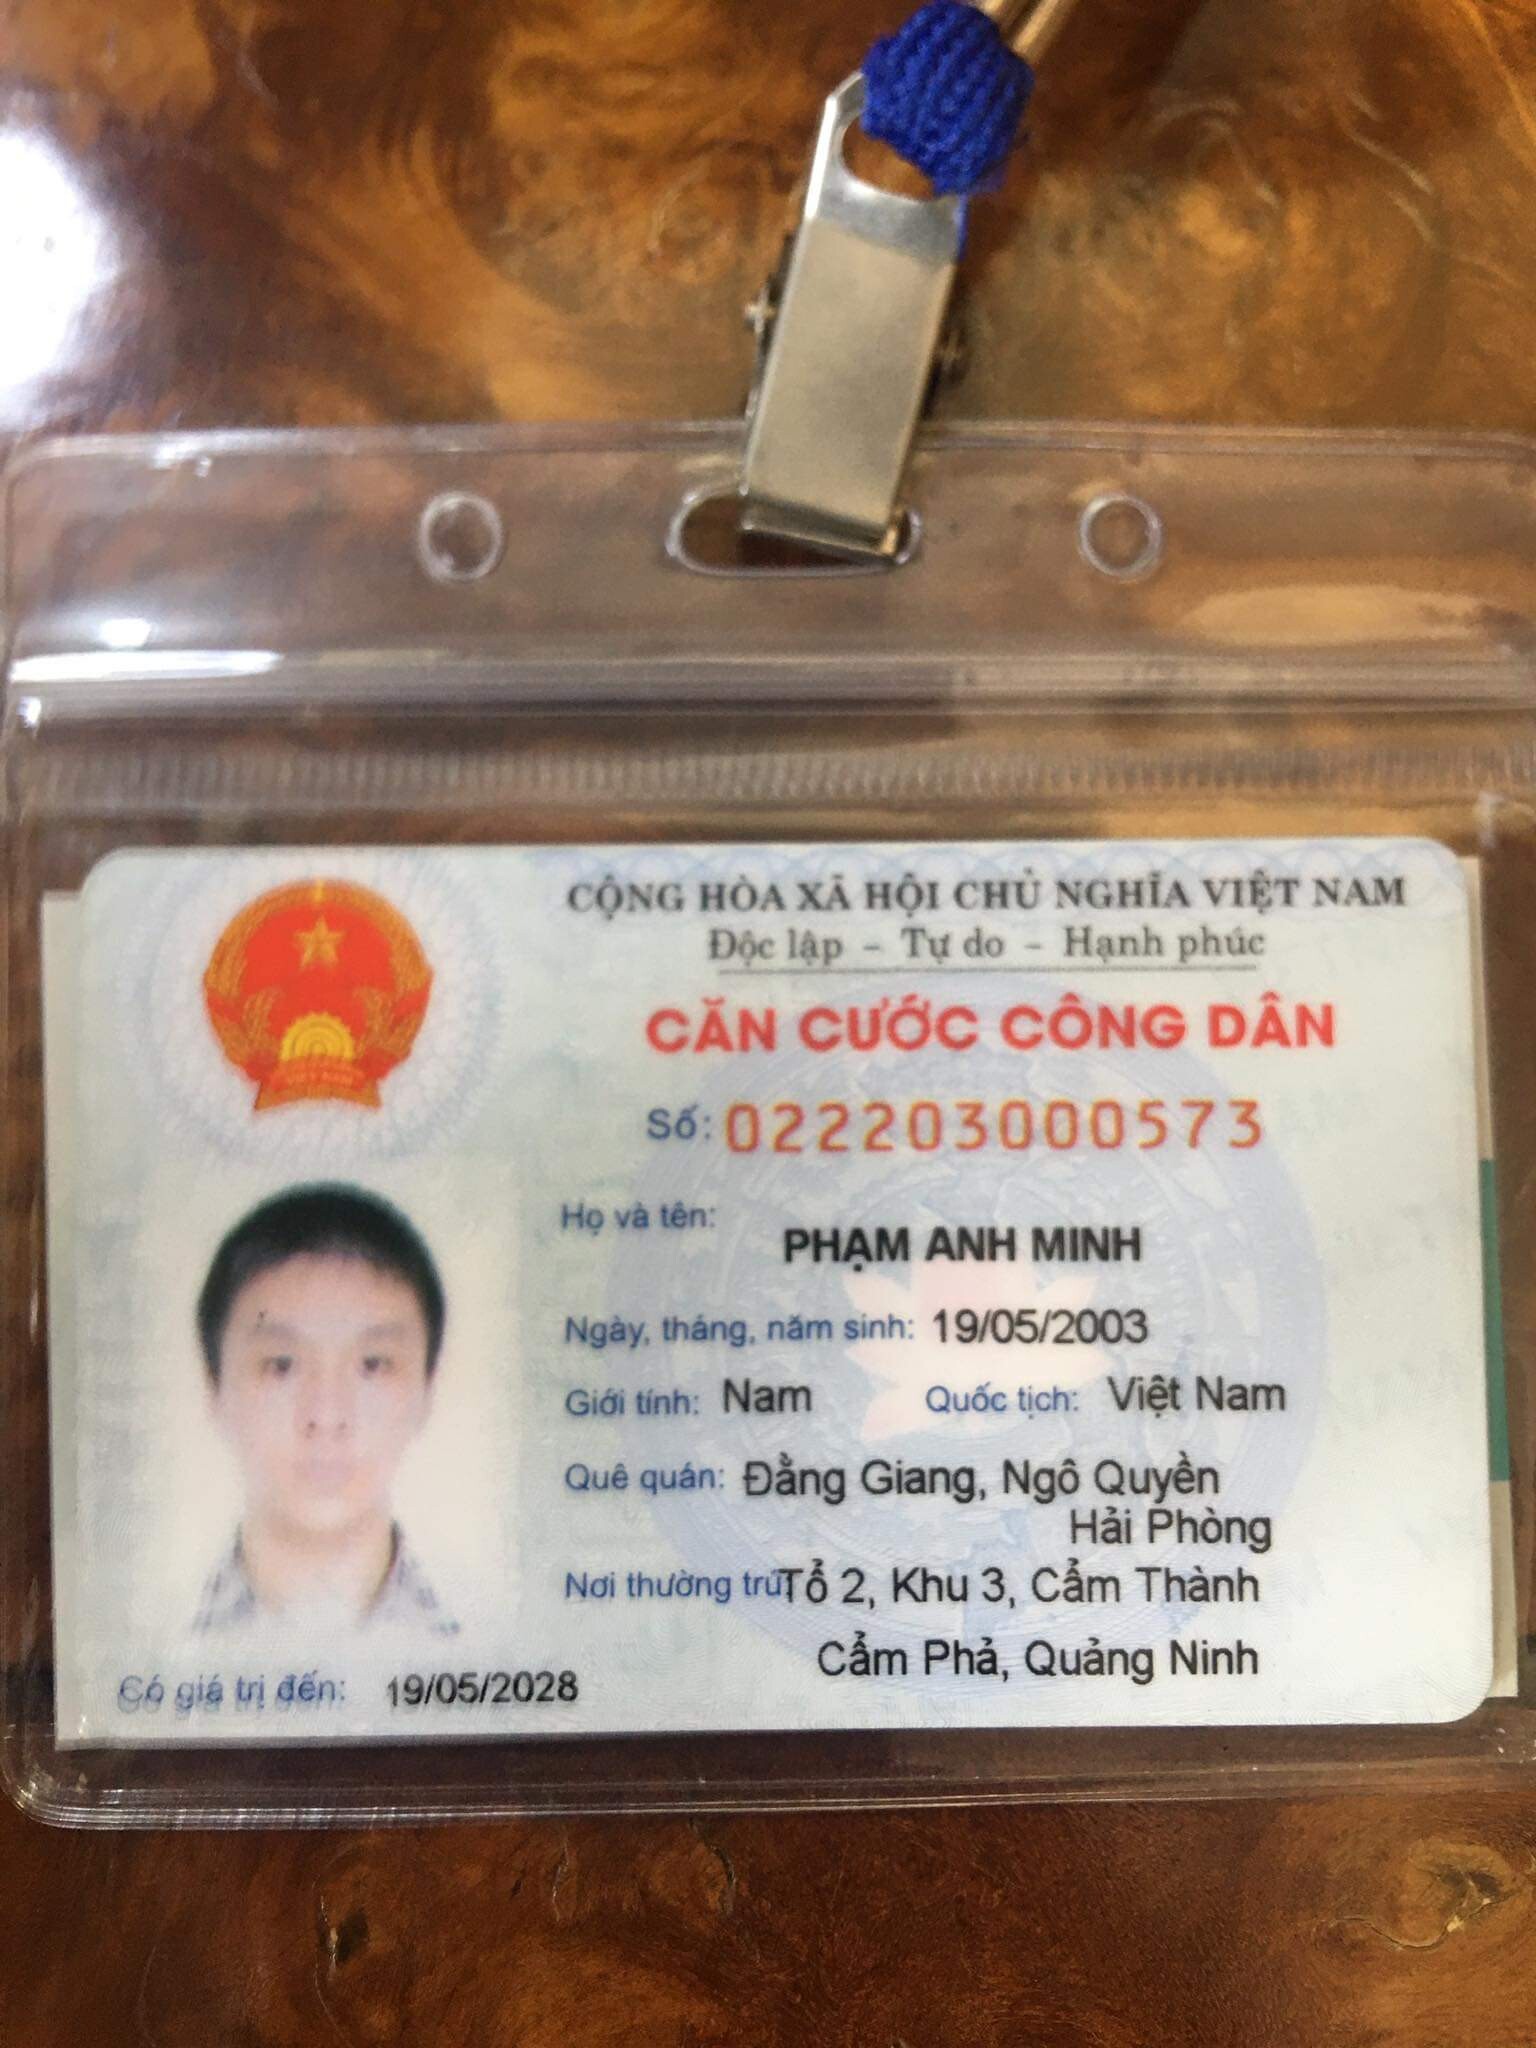 CỘNG HÒA XÃ HỘI CHỦ NGHĨA VIỆT NAM
Độc lập – Tự do – Hạnh phúc
CĂN CƯỚC CÔNG DÂN
Số: 022203000573
Họ và tên:
PHẠM ANH MINH
Ngày, tháng, năm sinh: 19/05/2003
Giới tính: Nam Quốc tịch: Việt Nam
Quê quán: Đằng Giang, Ngô Quyền
Hải Phòng
Nơi thường trú: Tổ 2, Khu 3, Cẩm Thành
Cẩm Phả, Quảng Ninh
Có giá trị đến: 19/05/2028